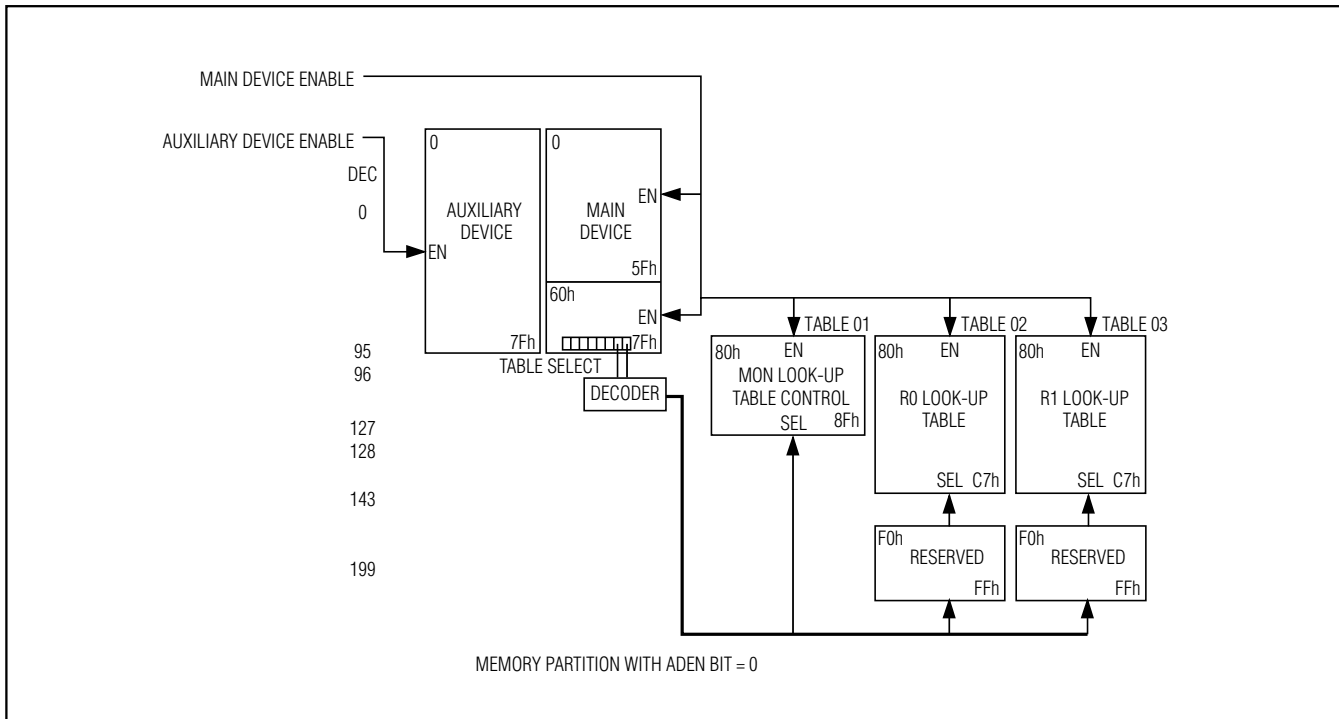 MAIN DEVICE ENABLE
AUXILIARY DEVICE ENABLE
DEC
0
95
96
127
128
143
199
0
AUXILIARY
DEVICE
EN
7Fh
0
EN
MAIN
DEVICE
5Fh
60h
EN
7Fh
TABLE SELECT
DECODER
TABLE 01
80h
EN
MON LOOK-UP
TABLE CONTROL
SEL
8Fh
TABLE 02
80h
EN
R0 LOOK-UP
TABLE
SEL C7h
F0h
RESERVED
FFh
TABLE 03
80h
EN
R1 LOOK-UP
TABLE
SEL C7h
F0h
RESERVED
FFh
MEMORY PARTITION WITH ADEN BIT = 0